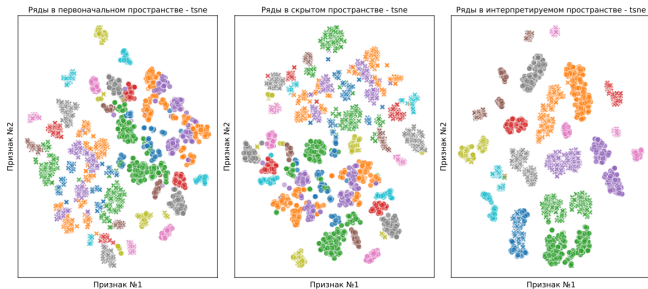 Ряды в первоначальном пространстве - tsne
Признак №2
Признак №1
Ряды в скрытом пространстве - tsne
Признак №2
Признак №1
Ряды в интерпретируемом пространстве - tsne
Признак №2
Признак №1